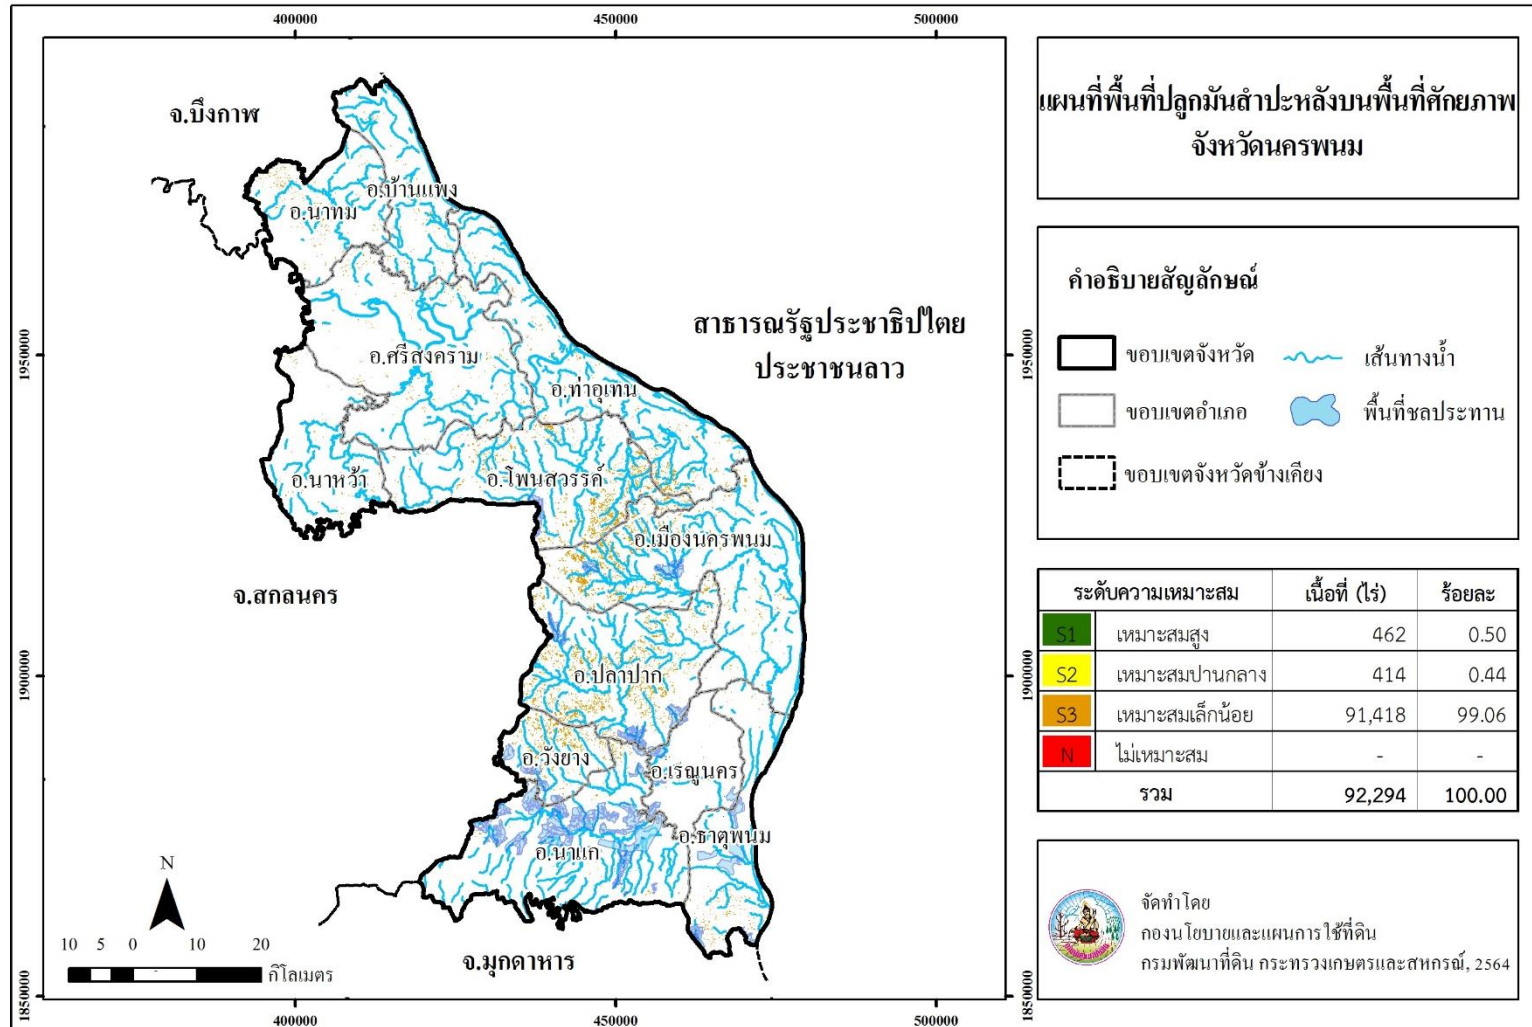 400000
450000
500000
แผนที่พื้นที่ปลูกมันสำปะหลังบนพื้นที่ศักยภาพ
จังหวัดนครพนม
จ.บึงกาฬ
อ.บ้านแพง
อ.นาทม
สาธารณรัฐประชาธิปไตย
ประชาชนลาว
1950000
1950000
อ.ศรีสงคราม
อ.ท่าอุเทน
อ.นาหว้า
อ.โพนสวรรค์
อ.เมืองนครพนม
จ.สกลนคร
1900000
1900000
อ.ปลาปาก
อ.วังยาง
อ.เรณูนคร
อ.ธาตุพนม
อ.นาแก
N
10 5 0 10 20
กิโลเมตร
จ.มุกดาหาร
1850000
1850000
400000
450000
500000
คำอธิบายสัญลักษณ์
ขอบเขตจังหวัด
เส้นทางน้ำ
ขอบเขตอำเภอ
พื้นที่ชลประทาน
ขอบเขตจังหวัดข้างเคียง
ระดับความเหมาะสม เนื้อที่ (ไร่) ร้อยละ
S1 เหมาะสมสูง 462 0.50
S2 เหมาะสมปานกลาง 414 0.44
S3 เหมาะสมเล็กน้อย 91,418 99.06
N ไม่เหมาะสม - -
รวม 92,294 100.00
จัดทำโดย
กองนโยบายและแผนการใช้ที่ดิน
กรมพัฒนาที่ดิน กระทรวงเกษตรและสหกรณ์, 2564